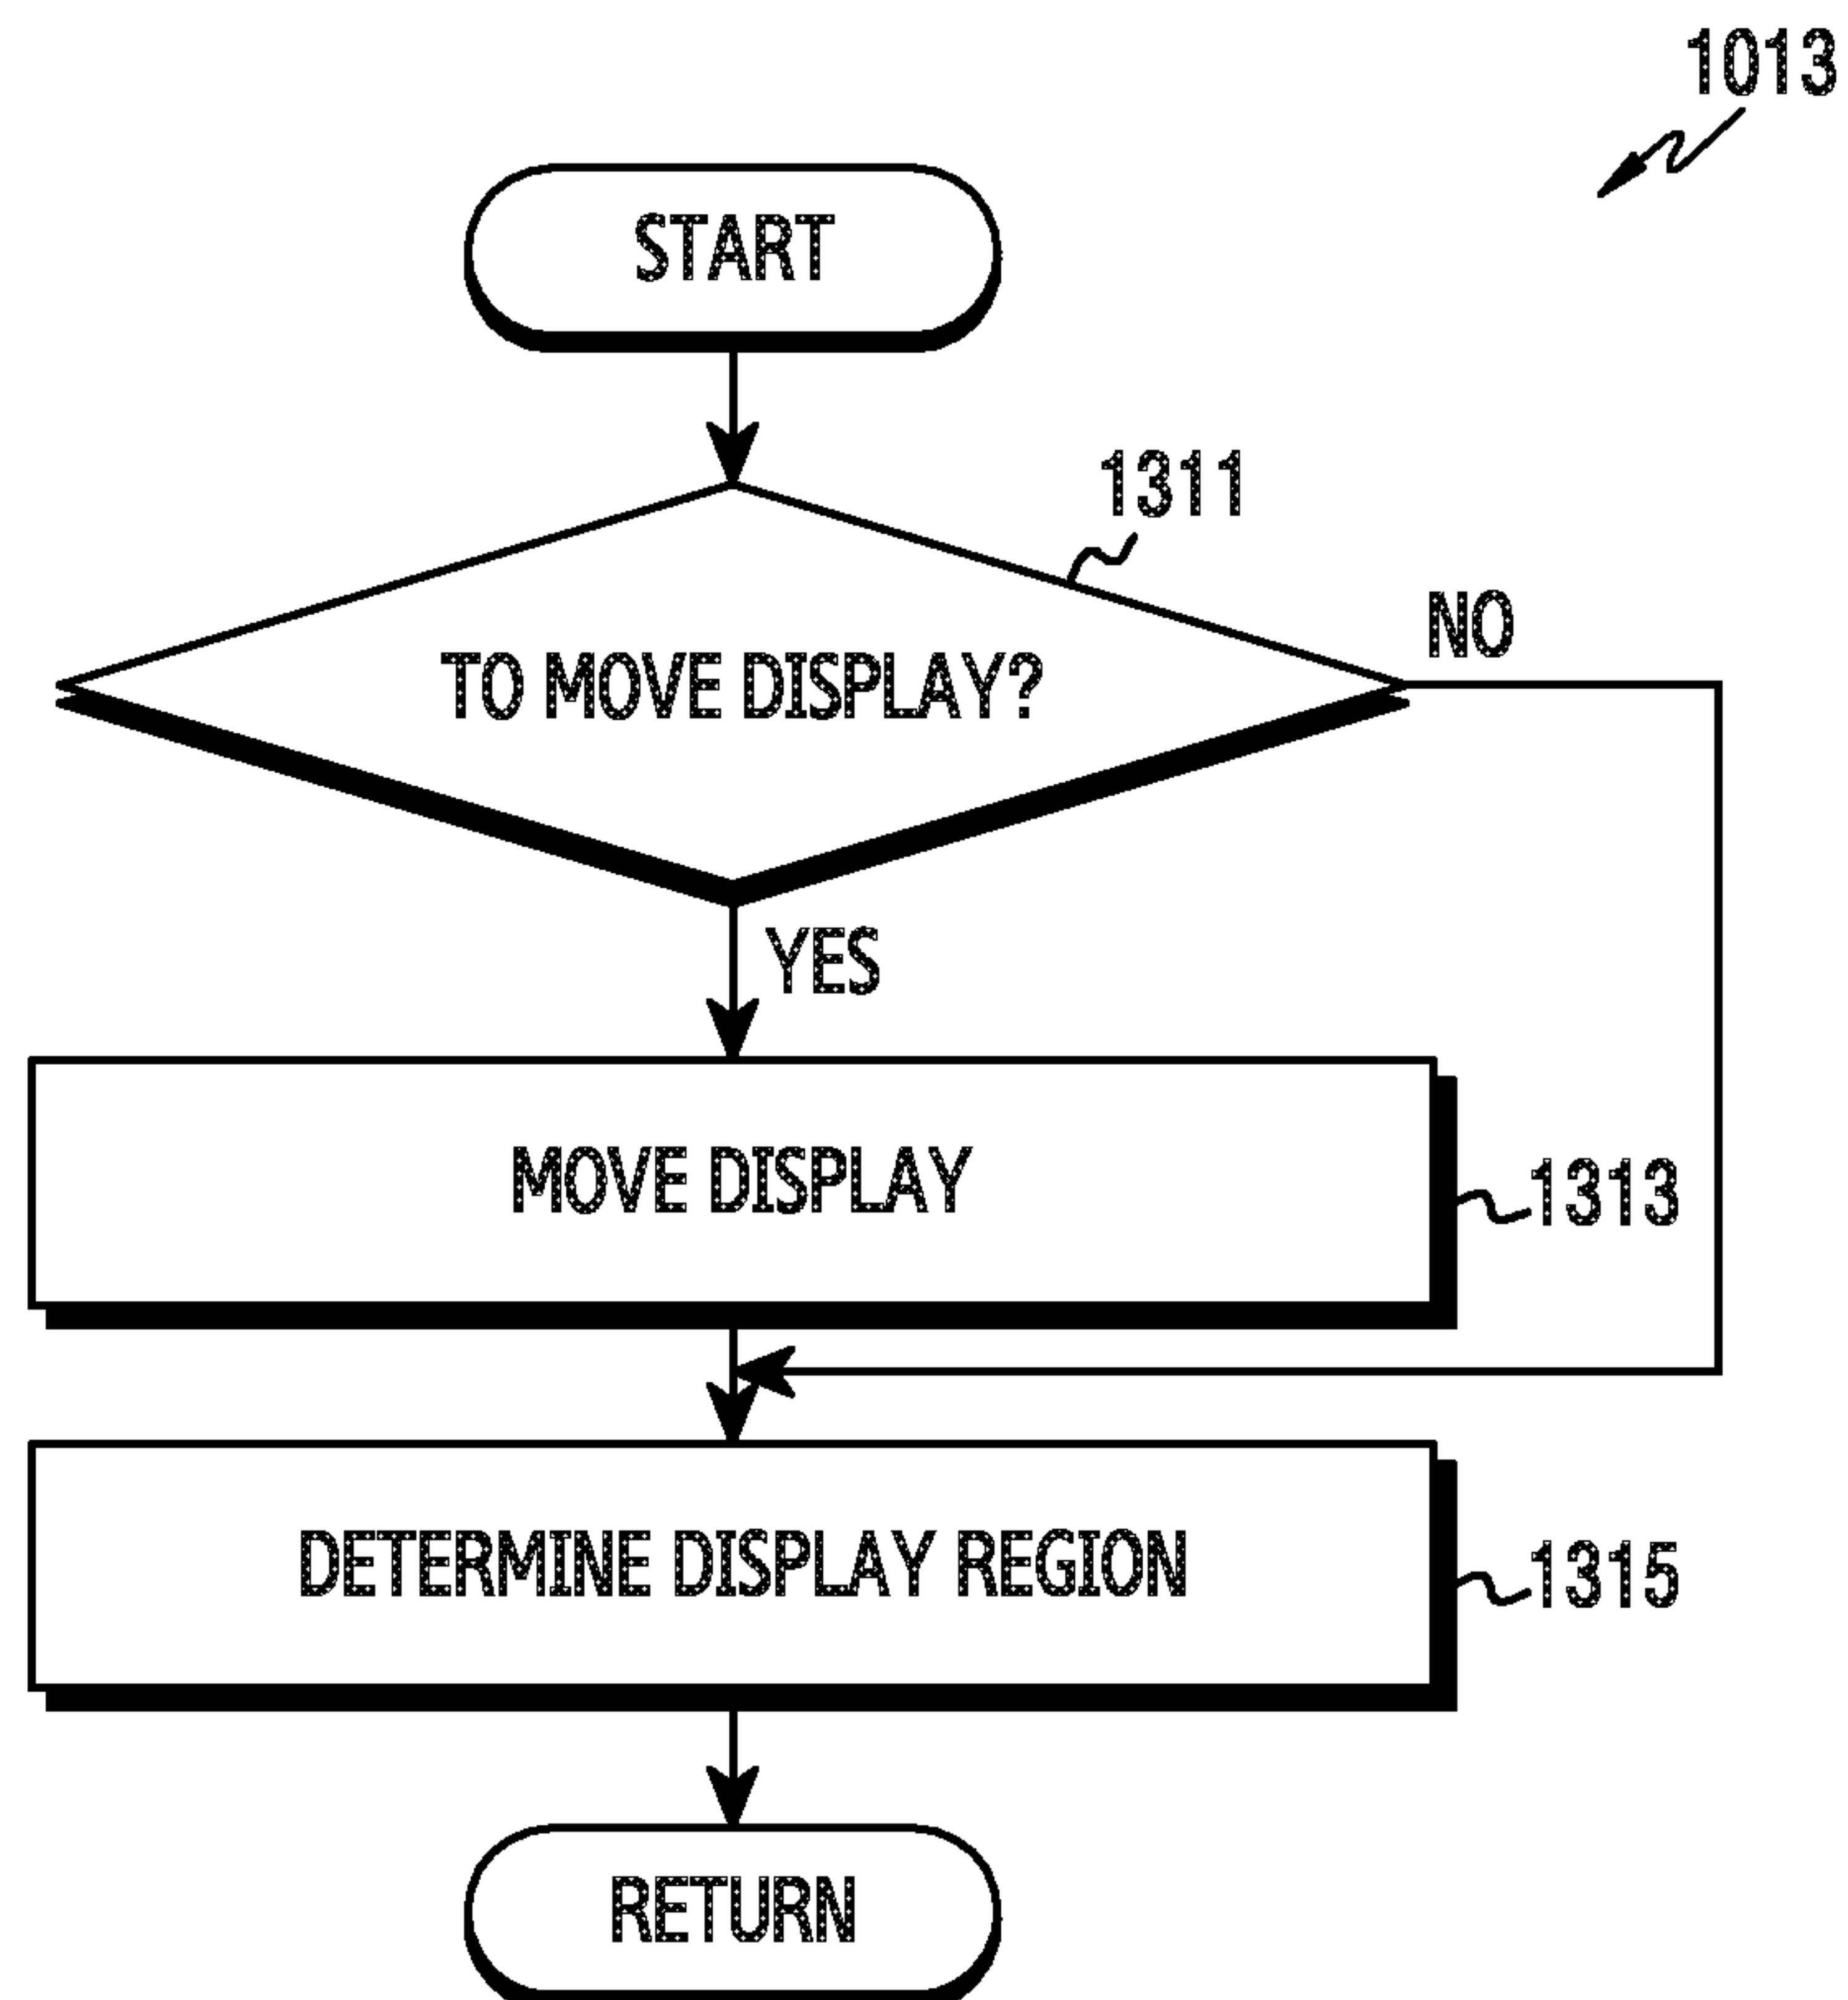 1013
START
1311
NO
TO MOVE DISPLAY?
YES
MOVE DISPLAY
1313
DETERMINE DISPLAY REGION
1315
RETURN